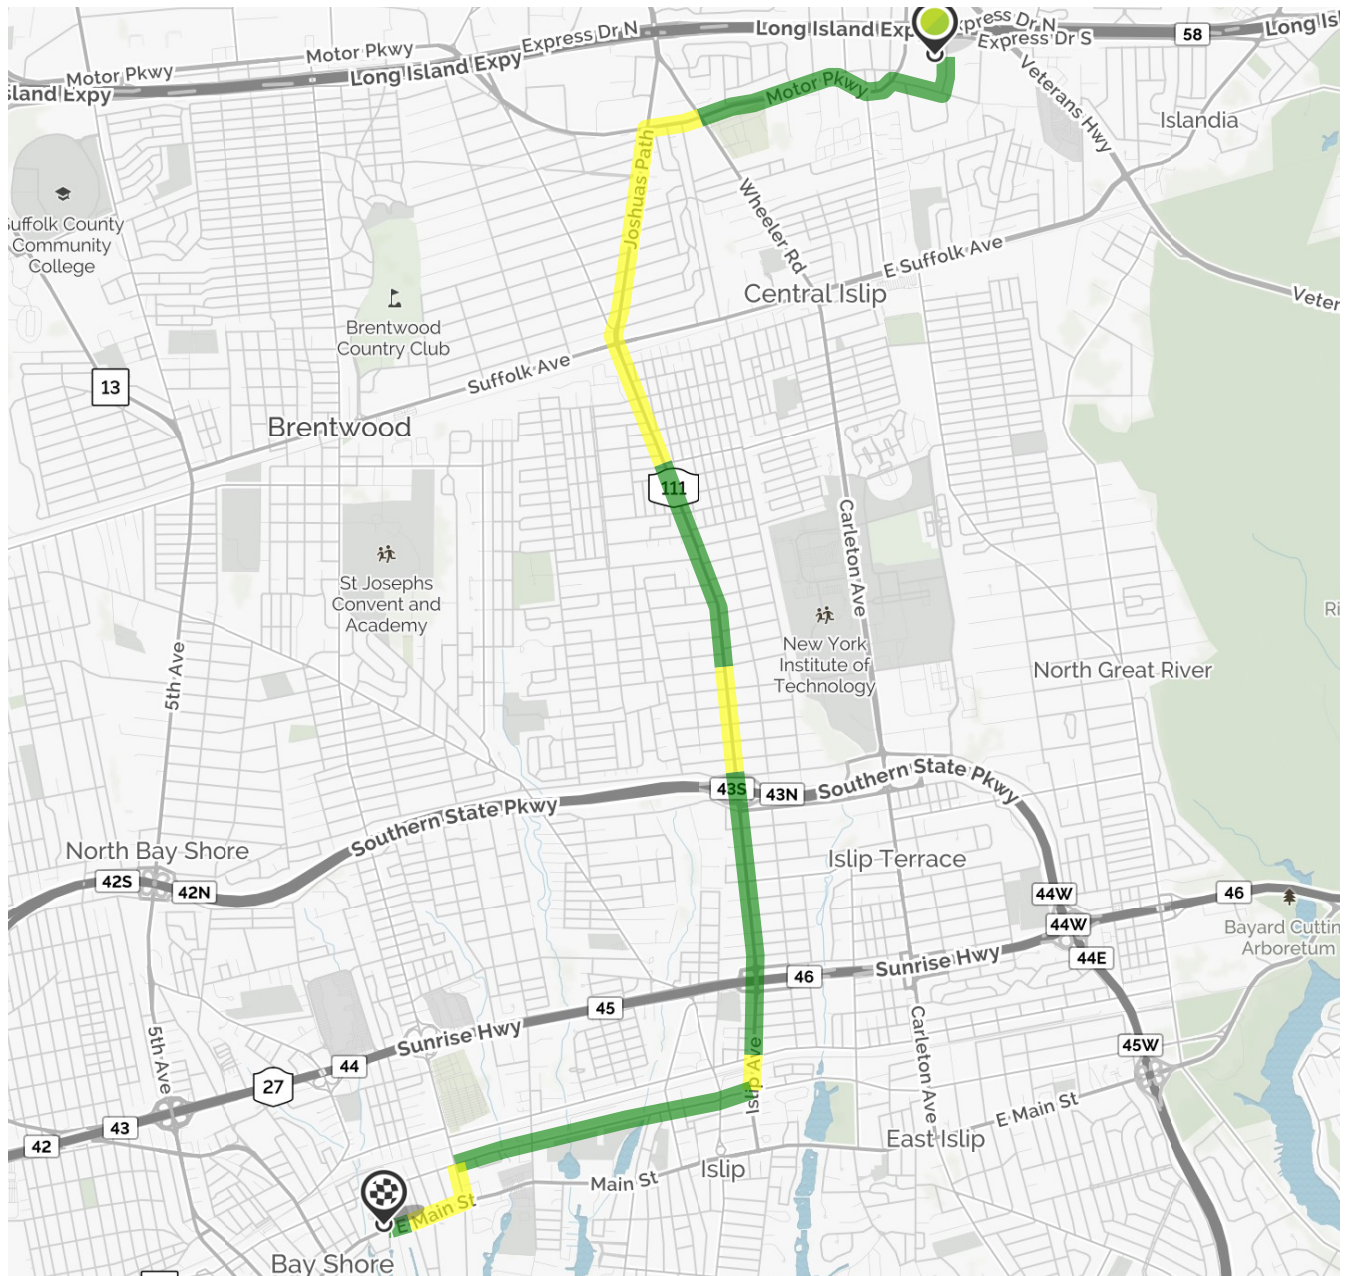 Motor Pkwy
Motor Pkwy
Express Dr N
Long Island Expy
Express Dr N
Express Dr S
58
Long Isl
sland Expy
Long Island Expy
Motor Pkwy
Veterans Hwy
Islandia
Joshuas Path
Wheeler Rd
Suffolk County
Community
College
E Suffolk Ave
Central Islip
Veter
Brentwood
Country Club
Suffolk Ave
13
Brentwood
111
Carleton Ave
St Josephs
Convent and
Academy
Ri
New York
Institute of
Technology
North Great River
5th Ave
43S
43N
Southern State Pkwy
Southern State Pkwy
North Bay Shore
42S
42N
Islip Terrace
44W
46
44W
Bayard Cuttin
Arboretum
44E
Sunrise Hwy
46
45
Sunrise Hwy
5th Ave
44
27
Islip Ave
Carleton Ave
45W
43
42
E Main St
East Islip
Islip
Main St
E Main St
Bay Shore